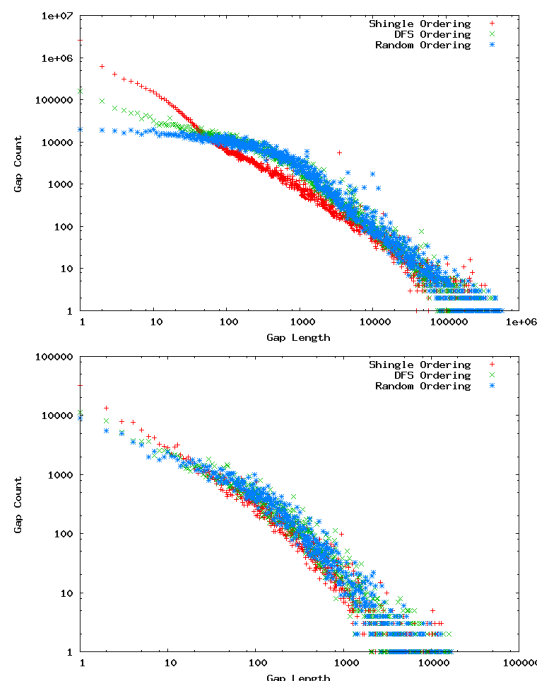 1e+07
Shingle Ordering
DFS Ordering
Random Ordering
1e+06
100000
10000
1000
100
10
1
Gap Count
1 10 100 1000 10000 100000 1e+06
Gap Length
100000
Shingle Ordering
DFS Ordering
Random Ordering
10000
1000
100
10
1
Gap Count
1 10 100 1000 10000 100000
Gap Length